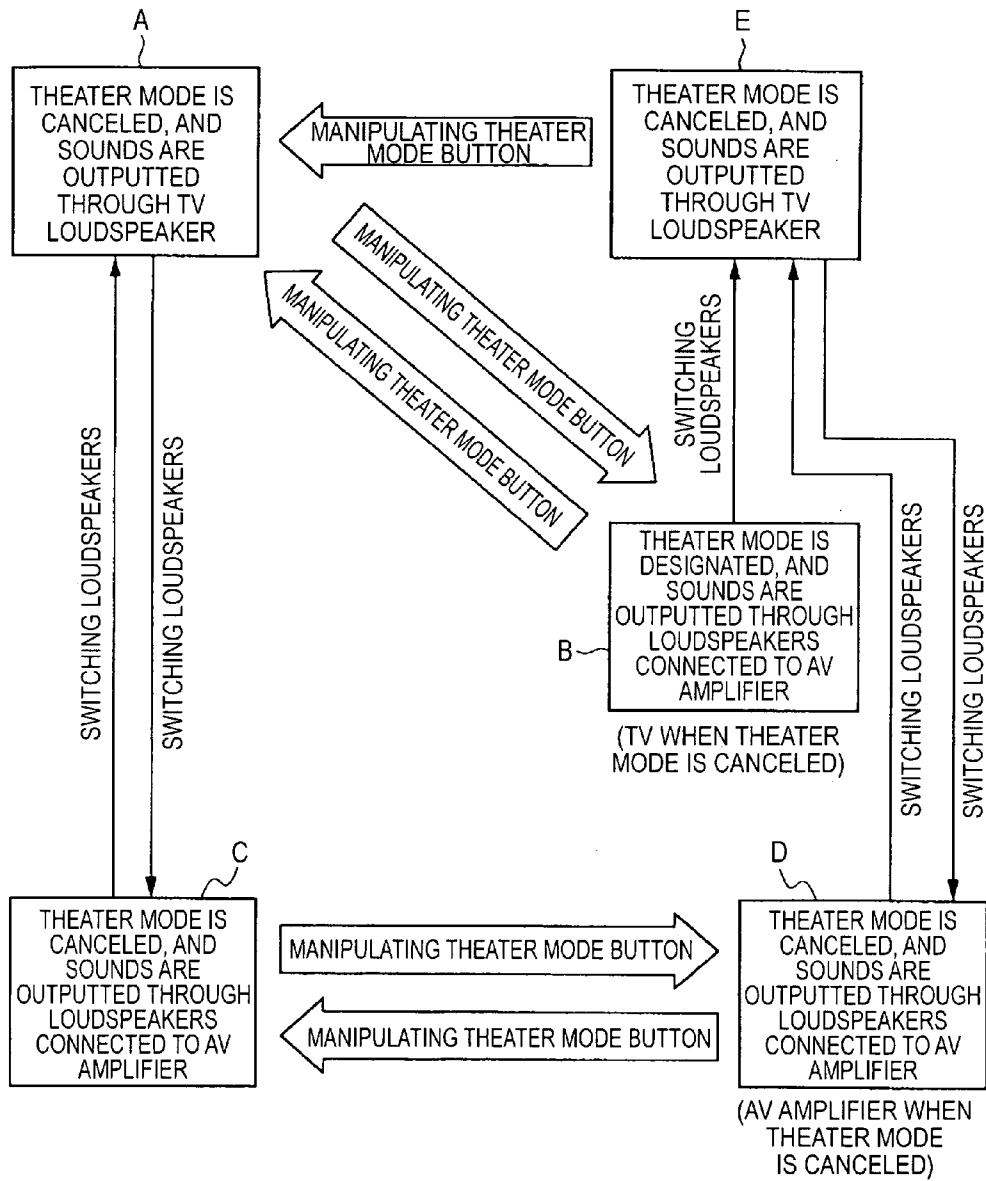 A
THEATER MODE IS
CANCELED, AND
SOUNDS ARE
OUTPUTTED
THROUGH TV
LOUDSPEAKER
MANIPULATING THEATER
MODE BUTTON
E
THEATER MODE IS
CANCELED, AND
SOUNDS ARE
OUTPUTTED
THROUGH TV
LOUDSPEAKER
MANIPULATING THEATER MODE BUTTON
MANIPULATING THEATER MODE BUTTON
SWITCHING
LOUDSPEAKERS
SWITCHING LOUDSPEAKERS
SWITCHING LOUDSPEAKERS
B
THEATER MODE IS
DESIGNATED, AND
SOUNDS ARE
OUTPUTTED THROUGH
LOUDSPEAKERS
CONNECTED TO AV
AMPLIFIER
(TV WHEN THEATER
MODE IS CANCELED)
SWITCHING LOUDSPEAKERS
SWITCHING LOUDSPEAKERS
C
THEATER MODE IS
CANCELED, AND
SOUNDS ARE
OUTPUTTED THROUGH
LOUDSPEAKERS
CONNECTED TO AV
AMPLIFIER
MANIPULATING THEATER MODE BUTTON
MANIPULATING THEATER MODE BUTTON
D
THEATER MODE IS
CANCELED, AND
SOUNDS ARE
OUTPUTTED THROUGH
LOUDSPEAKERS
CONNECTED TO AV
AMPLIFIER
(AV AMPLIFIER WHEN
THEATER MODE
IS CANCELED)